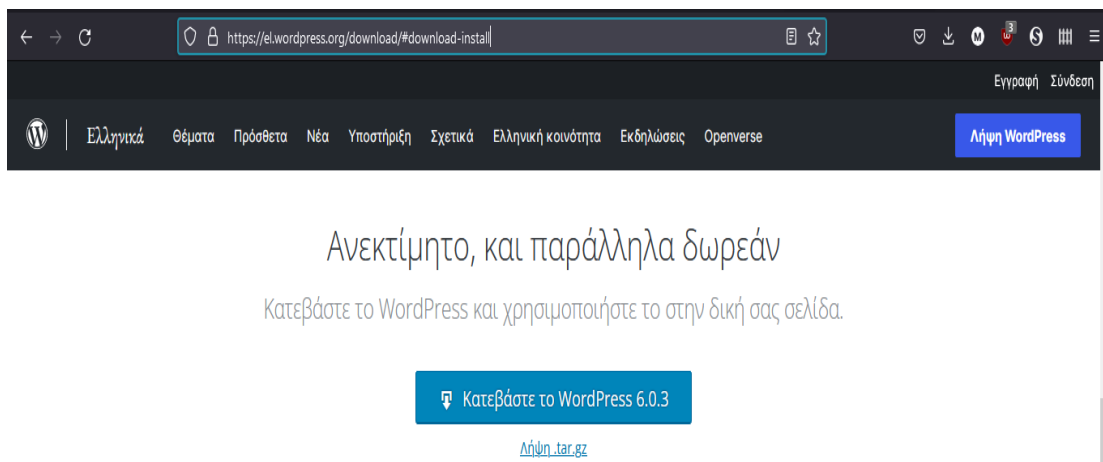 https://el.wordpress.org/download/#download-install
3
Εγγραφή Σύνδεση
Ελληνικά Θέματα Πρόσθετα Νέα Υποστήριξη Σχετικά Ελληνική κοινότητα Εκδηλώσεις Openverse Λήψη WordPress
Ανεκτίμητο, και παράλληλα δωρεάν
Κατεβάστε το WordPress και χρησιμοποιήστε το στην δική σας σελίδα.
Κατεβάστε το WordPress 6.0.3
Λήψη .tar.gz